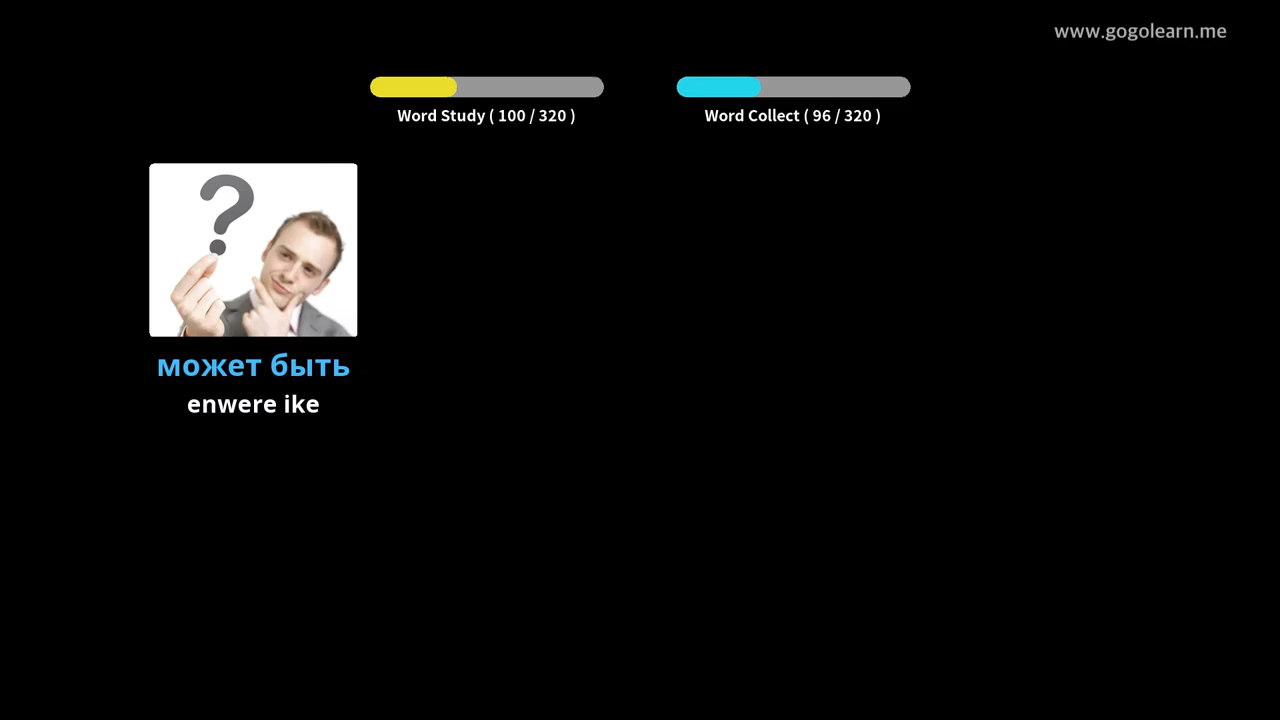 www.gogolearn.me
Word Study ( 100 / 320 )
Word Collect ( 96 / 320 )
?
может быть
enwere ike